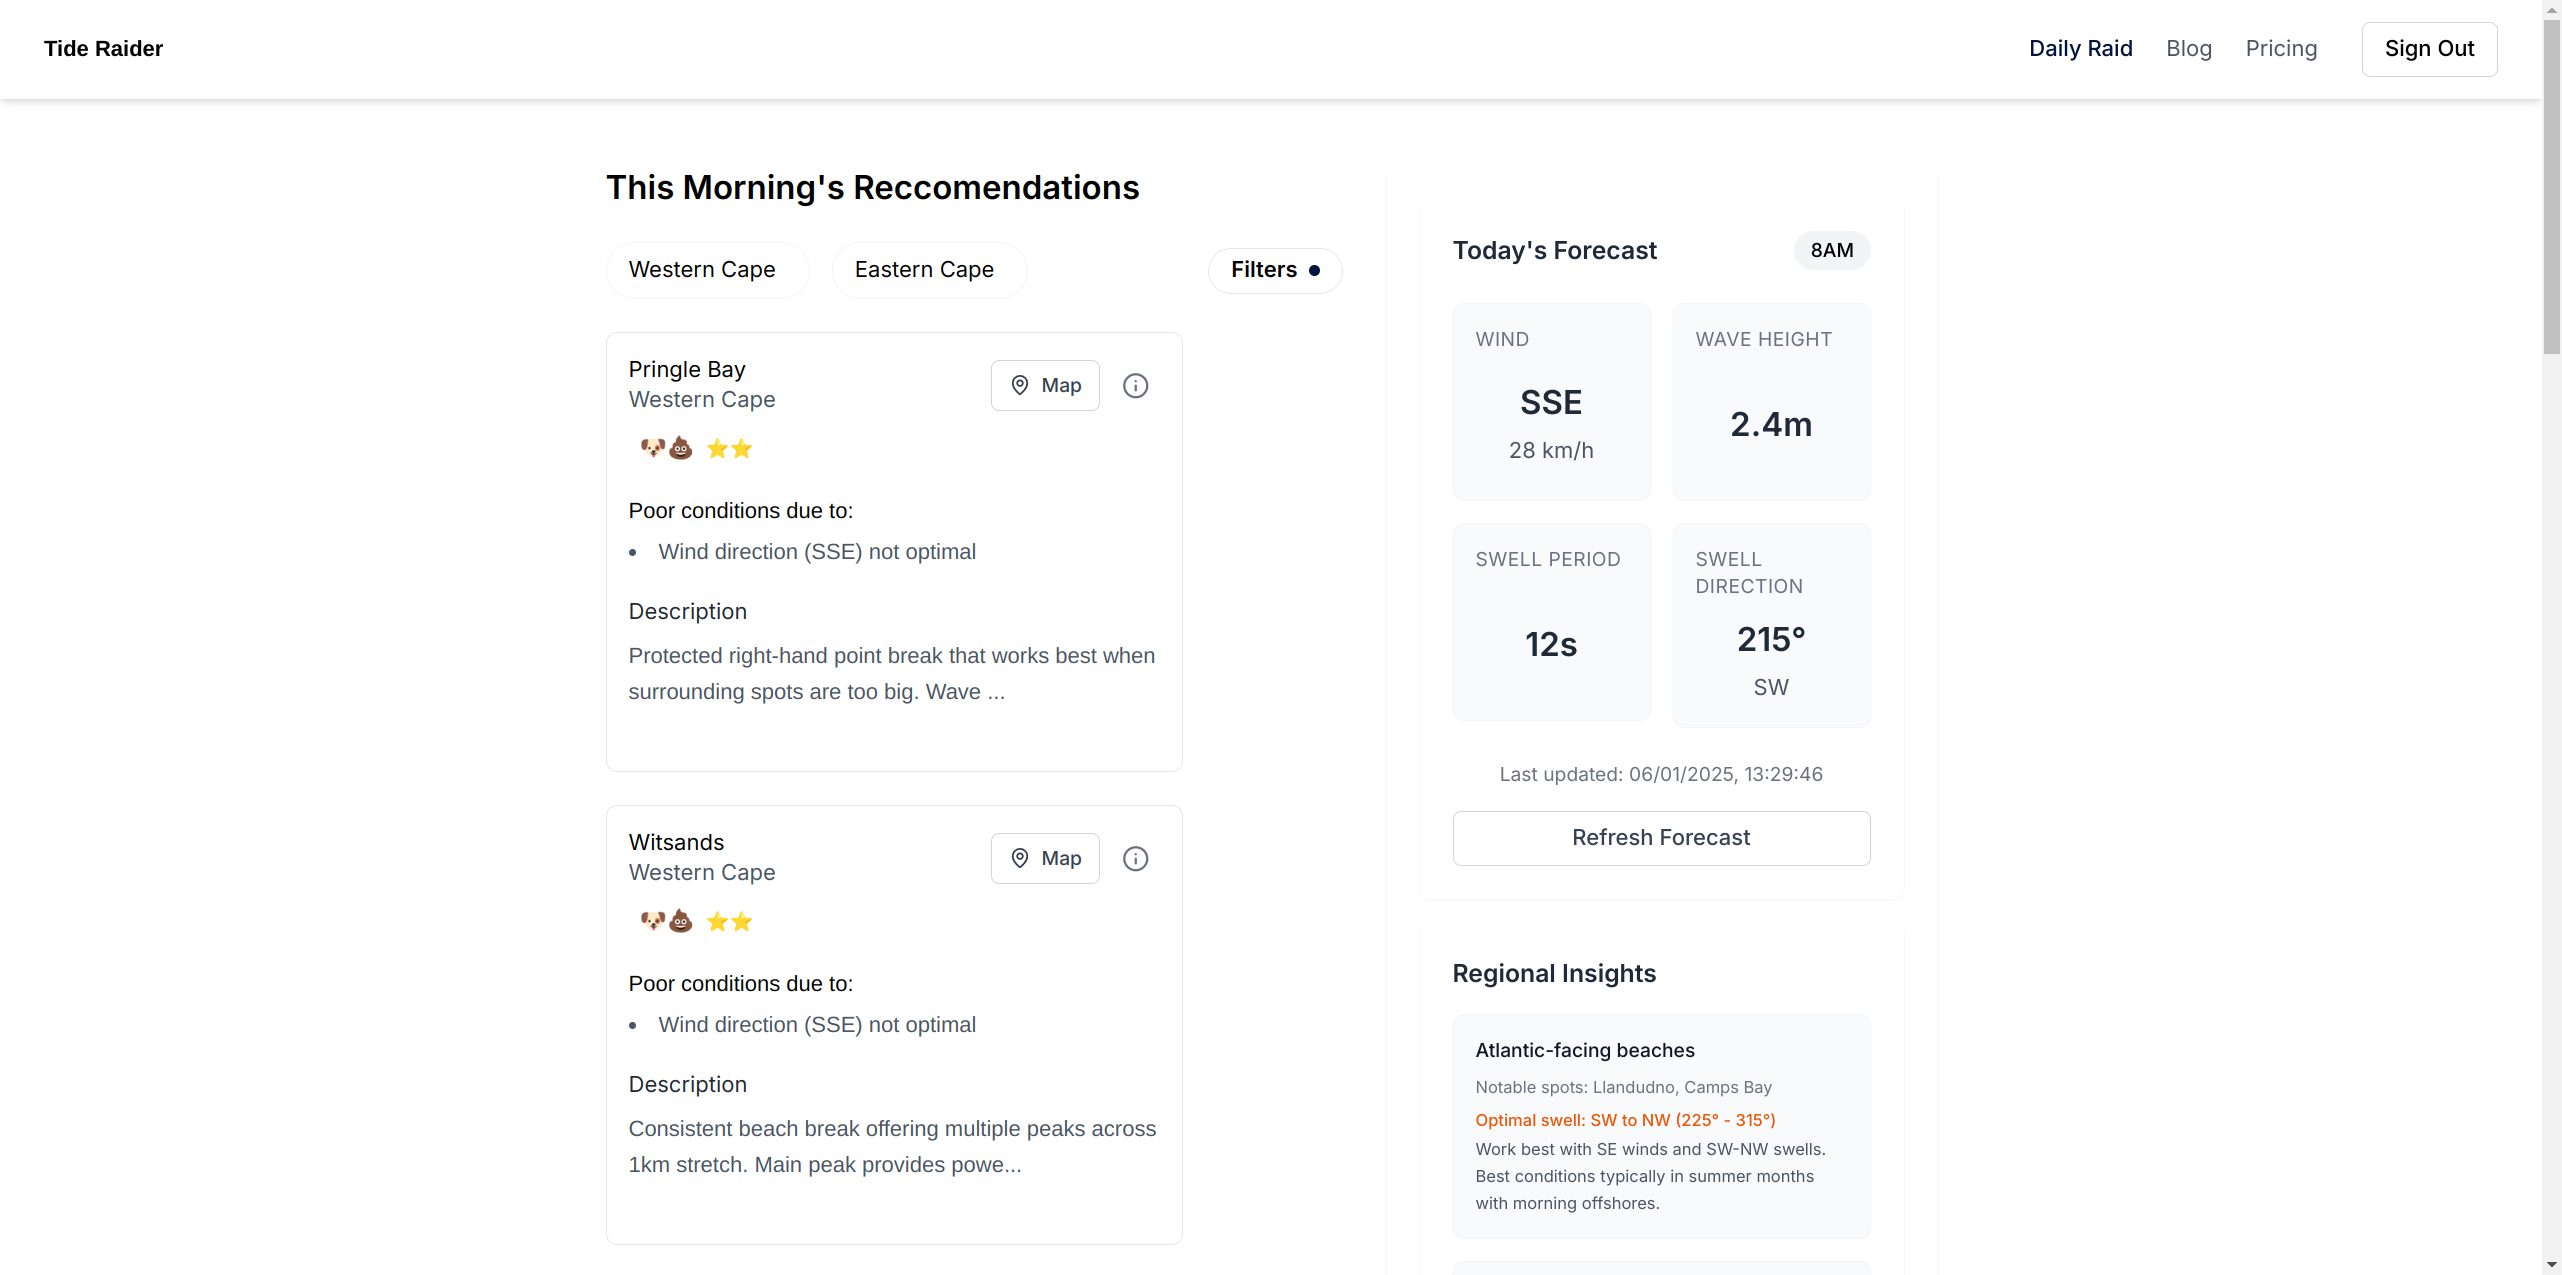 Tide Raider
Daily Raid
Blog
Pricing
Sign Out
This Morning's Reccomendations
Western Cape
Eastern Cape
Filters
Pringle Bay
Western Cape
Map
Poor conditions due to:
• Wind direction (SSE) not optimal
Description
Protected right-hand point break that works best when
surrounding spots are too big. Wave ...
Witsands
Western Cape
Map
Poor conditions due to:
• Wind direction (SSE) not optimal
Description
Consistent beach break offering multiple peaks across
1km stretch. Main peak provides powe...
Today's Forecast
8AM
WIND
SSE
28 km/h
WAVE HEIGHT
2.4m
SWELL PERIOD
12s
SWELL
DIRECTION
215°
SW
Last updated: 06/01/2025, 13:29:46
Refresh Forecast
Regional Insights
Atlantic-facing beaches
Notable spots: Llandudno, Camps Bay
Optimal swell: SW to NW (225° - 315°)
Work best with SE winds and SW-NW swells.
Best conditions typically in summer months
with morning offshores.